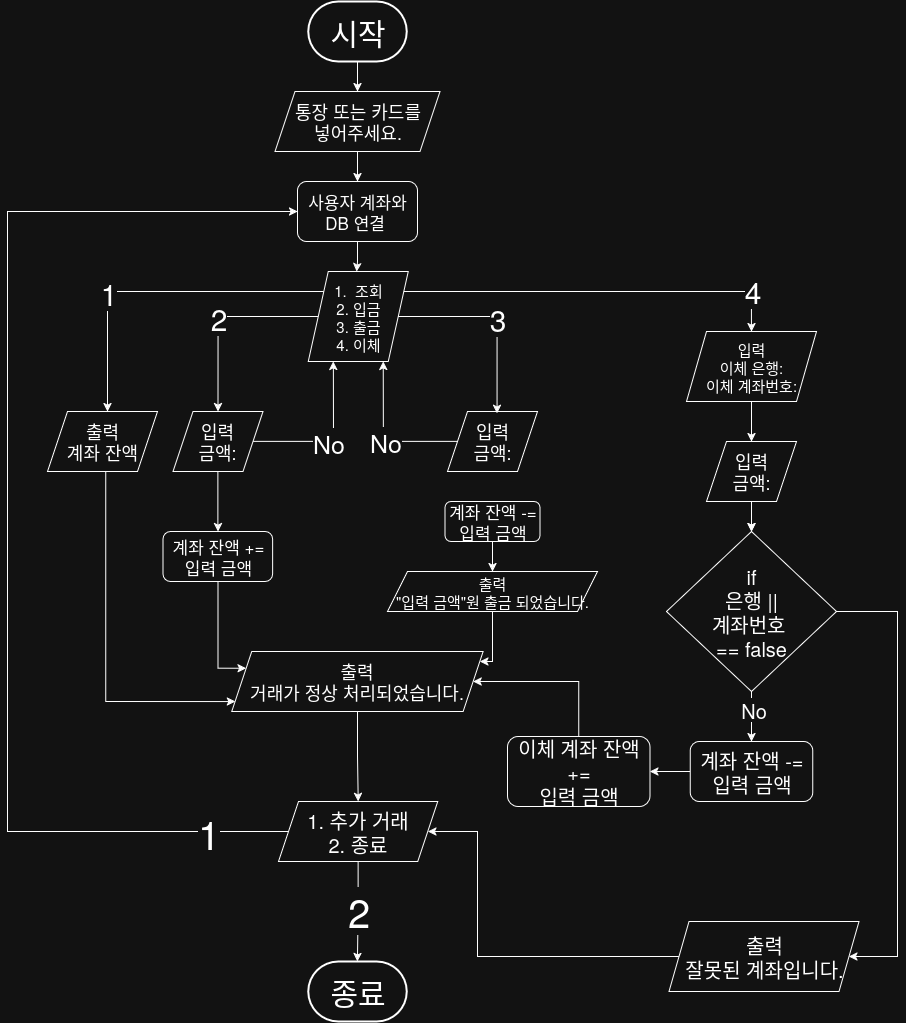 시작
통장 또는 카드를
넣어주세요.
사용자 계좌와
DB 연결
1. 조회
2. 입금
3. 출금
4. 이체
1
2
3
4
입력
이체 은행:
이체 계좌번호:
출력
계좌 잔액
입력
금액:
No
No
입력
금액:
입력
금액:
계좌 잔액 +=
입력 금액
계좌 잔액 -=
입력 금액
출력
"입력 금액"원 출금 되었습니다.
if
은행 ||
계좌번호
== false
출력
거래가 정상 처리되었습니다.
No
이체 계좌 잔액
+=
입력 금액
계좌 잔액 -=
입력 금액
1. 추가 거래
2. 종료
1
2
출력
잘못된 계좌입니다.
종료